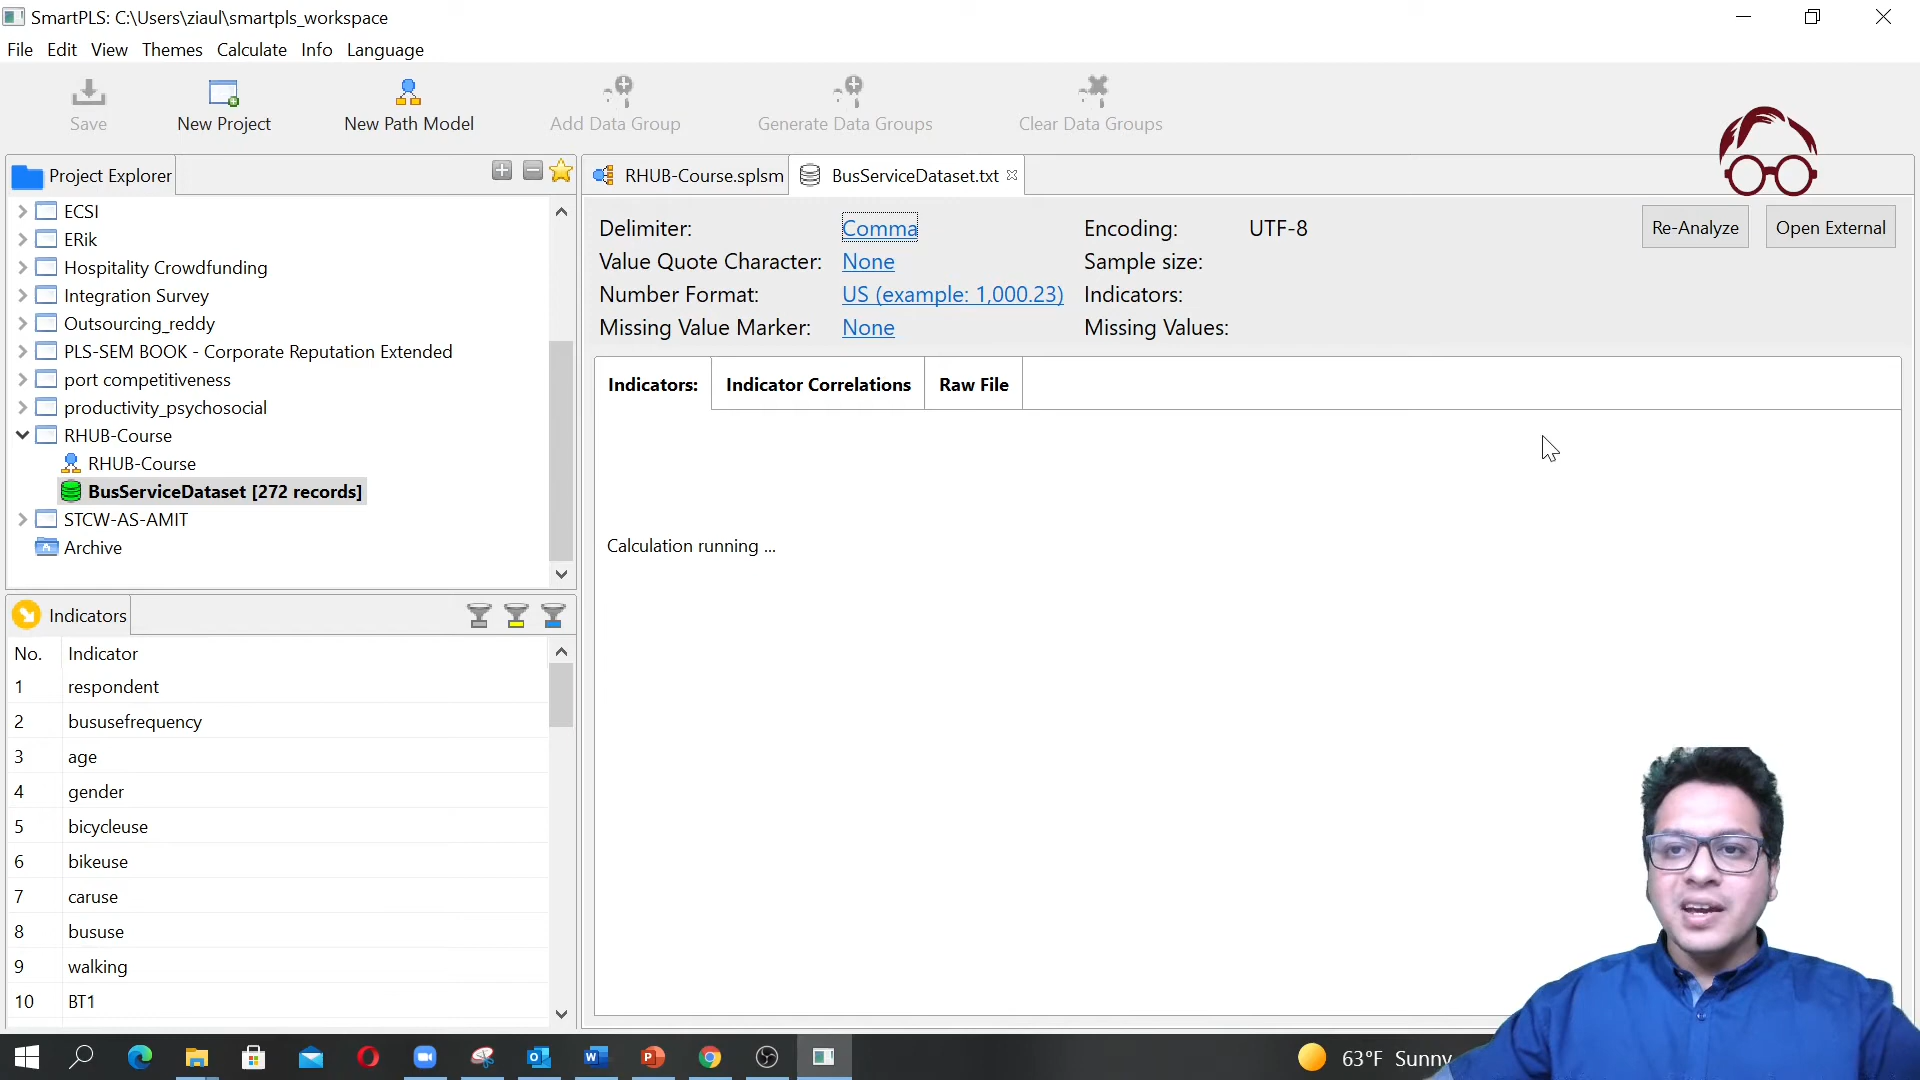 SmartPLS: C:\Users\ziaul\smartpls_workspace
File Edit View Themes Calculate Info Language
Save New Project New Path Model Add Data Group Generate Data Groups Clear Data Groups
Project Explorer
ECSI
ERik
Hospitality Crowdfunding
Integration Survey
Outsourcing_reddy
PLS-SEM BOOK - Corporate Reputation Extended
port competitiveness
productivity_psychosocial
RHUB-Course
RHUB-Course
BusServiceDataset [272 records]
STCW-AS-AMIT
Archive
Indicators
No. Indicator
1 respondent
2 bususefrequency
3 age
4 gender
5 bicycleuse
6 bikeuse
7 caruse
8 bususe
9 walking
10 BT1
RHUB-Course.splsm BusServiceDataset.txt
Delimiter: Comma Encoding: UTF-8 Re-Analyze Open External
Value Quote Character: None Sample size:
Number Format: US (example: 1,000.23) Indicators:
Missing Value Marker: None Missing Values:
Indicators: Indicator Correlations Raw File
Calculation running ...
63°F Sunny